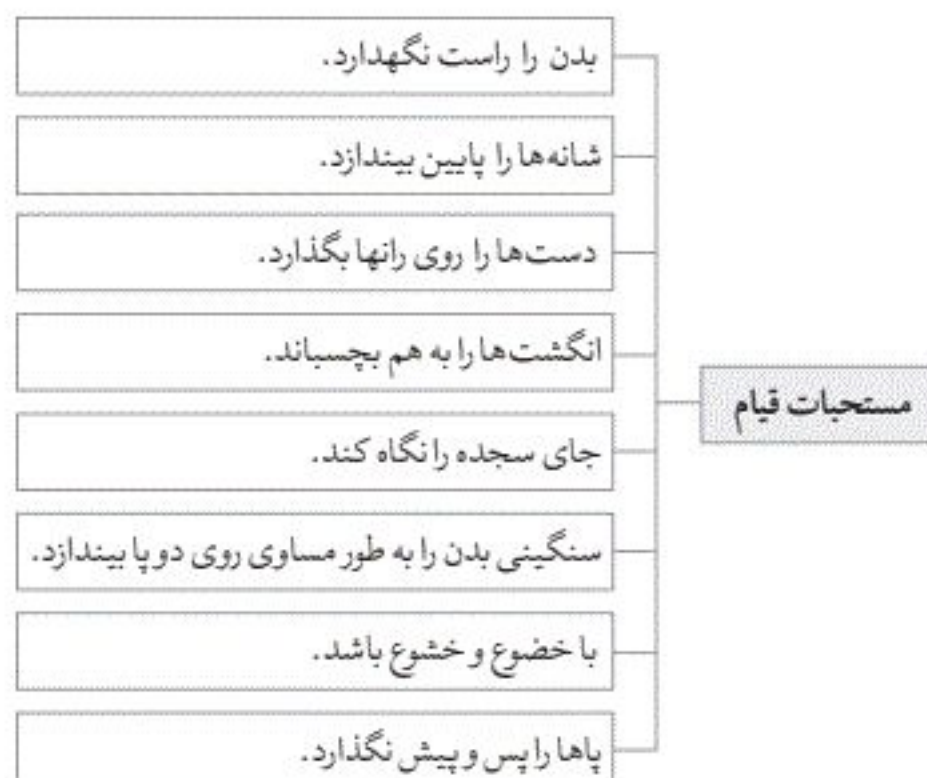 مستحبات قیام
بدن را راست نگهدارد.
شانه‌ها را پایین بیندازد.
دست‌ها را روی رانها بگذارد.
انگشت‌ها را به هم بچسباند.
جای سجده را نگاه کند.
سنگینی بدن را به طور مساوی روی دو پا بیندازد.
با خضوع و خشوع باشد.
پاها را پس و پیش نگذارد.